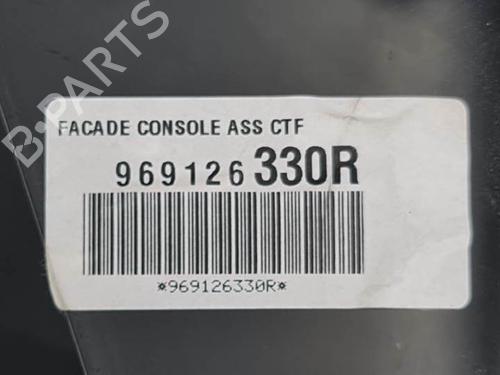 B-PARTS
FACADE CONSOLE ASS CTF
969126 330R
*969126330R*